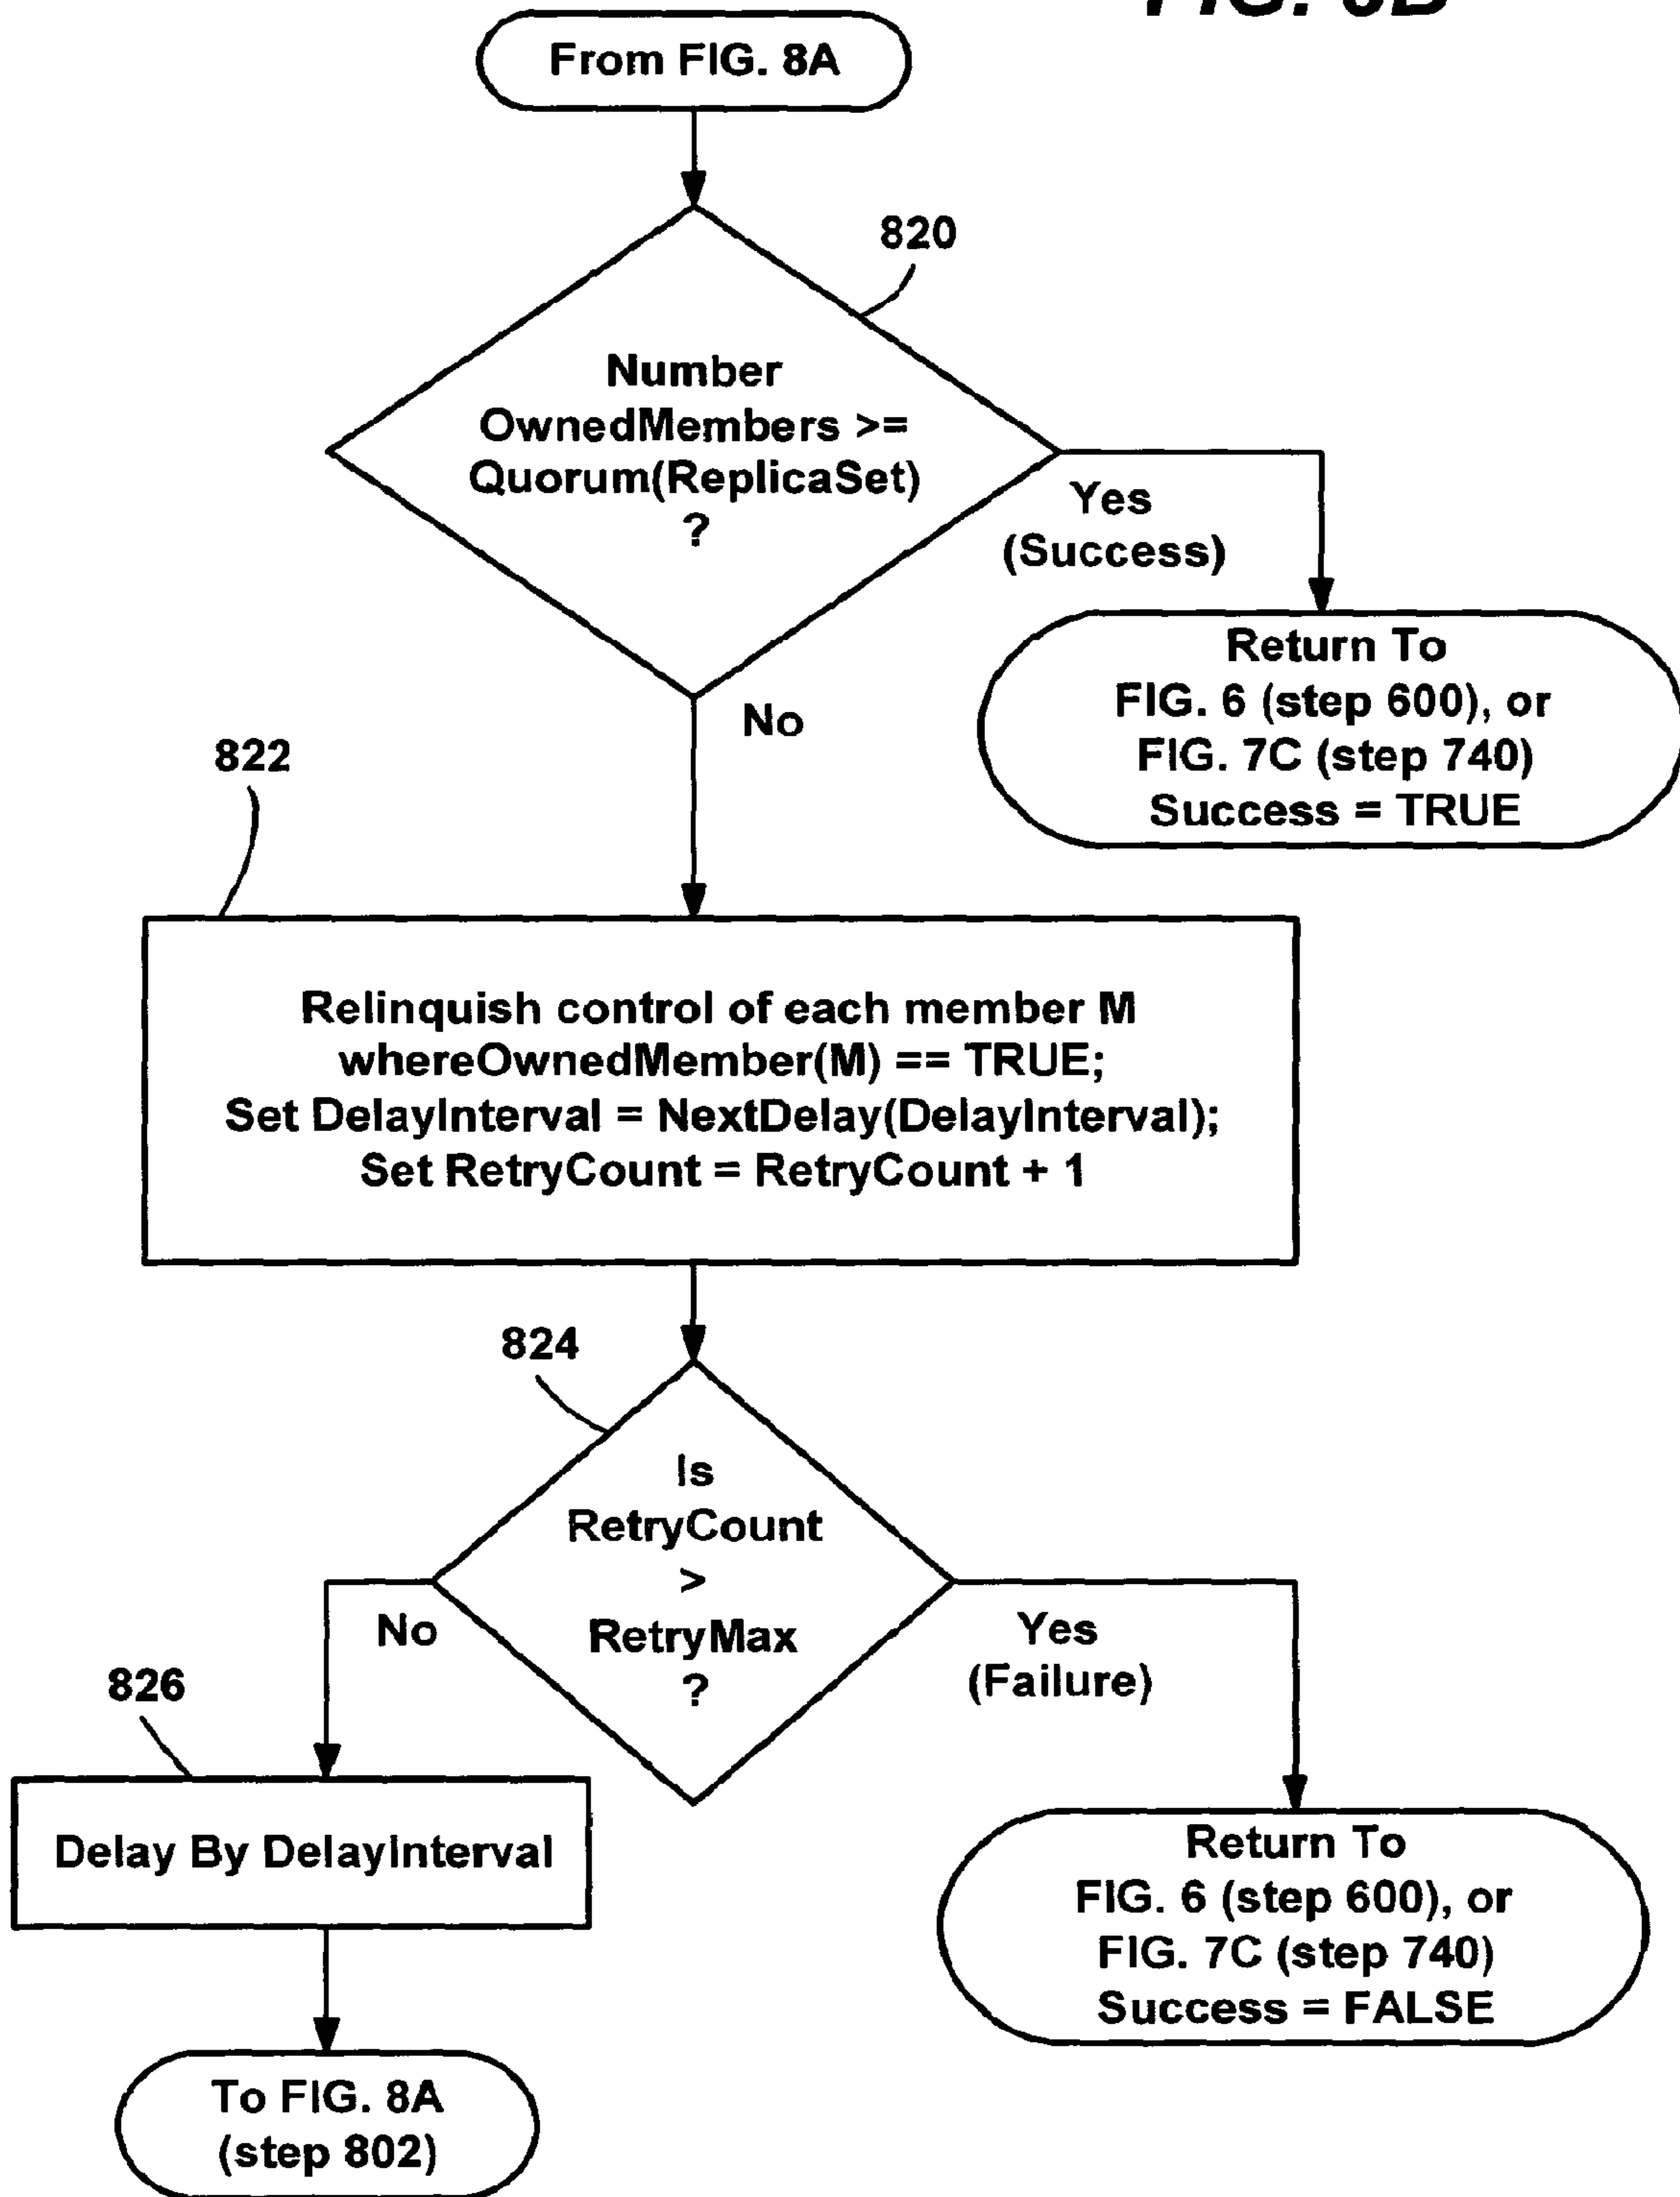 From FIG. 8A
820
Number
OwnedMembers >=
Quorum(ReplicaSet)
?
Yes
(Success)
Return To
FIG. 6 (step 600), or
FIG. 7C (step 740)
Success = TRUE
No
822
Relinquish control of each member M
whereOwnedMember(M) == TRUE;
Set DelayInterval = NextDelay(DelayInterval);
Set RetryCount = RetryCount + 1
824
Is
RetryCount
>
RetryMax
?
No
Yes
(Failure)
826
Delay By DelayInterval
Return To
FIG. 6 (step 600), or
FIG. 7C (step 740)
Success = FALSE
To FIG. 8A
(step 802)